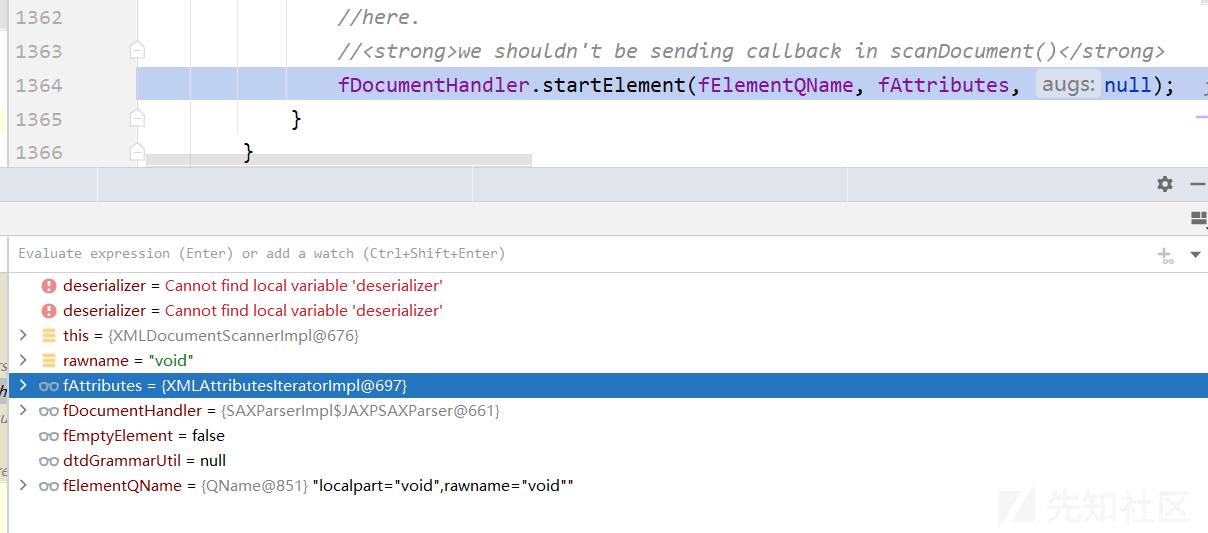 1362 //here.
1363 //<strong>we shouldn't be sending callback in scanDocument()</strong>
1364 fDocumentHandler.startElement(fElementQName, fAttributes, augs: null);
1365 }
1366 }
Evaluate expression (Enter) or add a watch (Ctrl+Shift+Enter)
deserializer = Cannot find local variable 'deserializer'
deserializer = Cannot find local variable 'deserializer'
this = {XMLDocumentScannerImpl@676}
rawname = "void"
fAttributes = {XMLAttributesIteratorImpl@697}
fDocumentHandler = {SAXParserImpl$JAXPSAXParser@661}
fEmptyElement = false
dtdGrammarUtil = null
fElementQName = {QName@851} "localpart="void",rawname="void""
先知社区